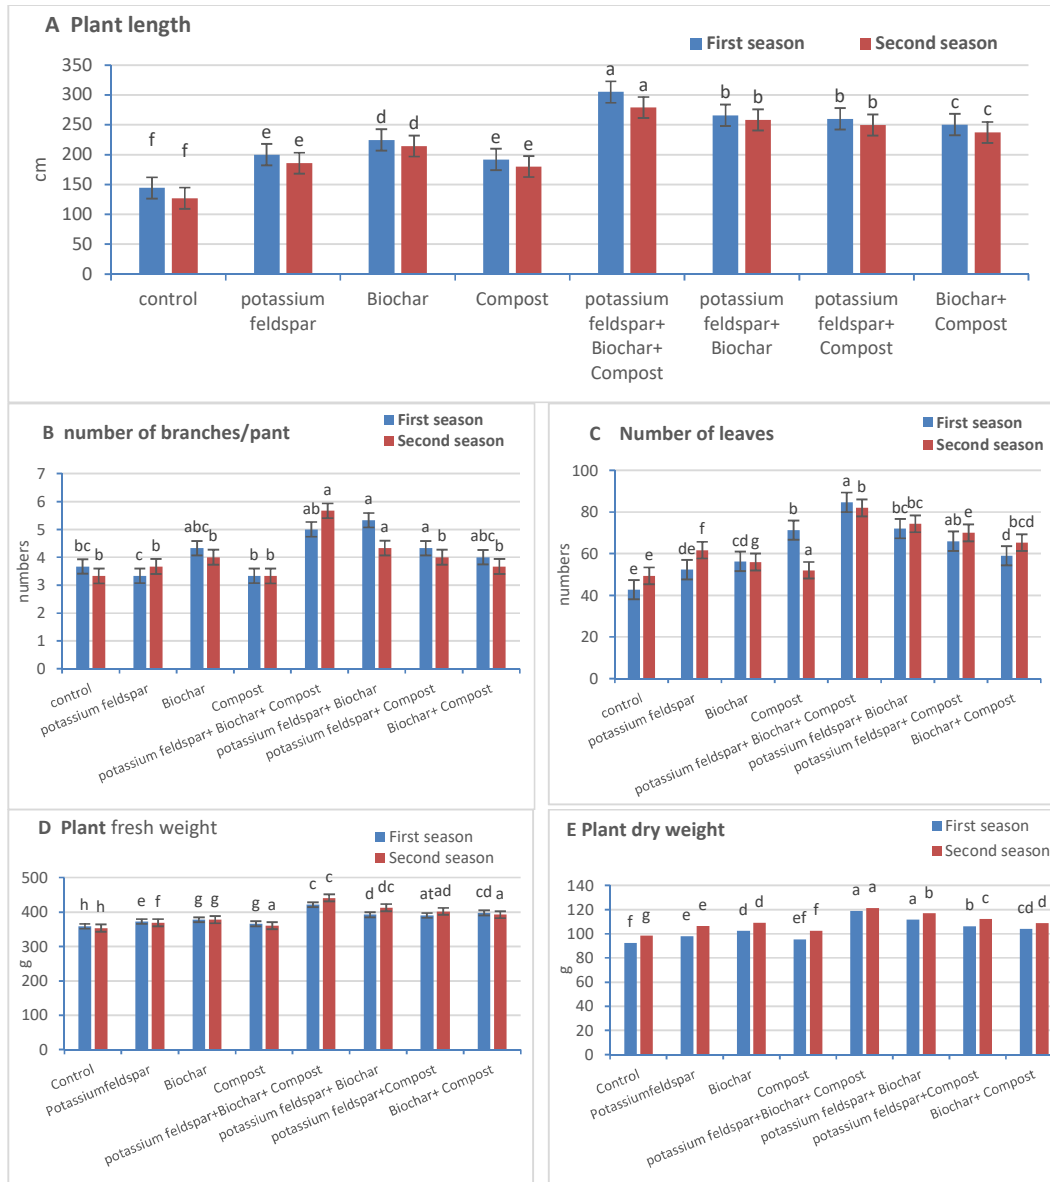 A Plant length
First season
Second season
350
300
250
200
150
100
50
0
cm
f
f
e
e
d
d
e
e
a
a
b
b
b
b
c
c
control
potassium
feldspar
Biochar
Compost
potassium
feldspar+
Biochar+
Compost
potassium
feldspar+
Biochar
potassium
feldspar+
Compost
Biochar+
Compost
B number of branches/pant
First season
Second season
7
6
5
4
3
2
1
0
numbers
bc
b
c
b
abc
b
b
b
ab
a
a
a
a
b
abc
b
control
potassium feldspar
Biochar
Compost
potassium feldspar+ Biochar+ Compost
potassium feldspar+ Biochar
potassium feldspar+ Compost
Biochar+ Compost
C Number of leaves
First season
Second season
100
80
60
40
20
0
numbers
e
e
de
f
cd
g
b
a
a
b
bc
bc
ab
e
d
bcd
control
potassium feldspar
Biochar
Compost
potassium feldspar+ Biochar+ Compost
potassium feldspar+ Biochar
potassium feldspar+ Compost
Biochar+ Compost
D Plant fresh weight
First season
Second season
500
400
300
200
100
0
g
h
h
e
f
g
g
g
a
c
c
d
dc
at
ad
cd
a
Control
Potassiumfeldspar
Biochar
Compost
potassium feldspar+Biochar+ Compost
potassium feldspar+ Biochar
potassium feldspar+Compost
Biochar+ Compost
E Plant dry weight
First season
Second season
140
120
100
80
60
40
20
0
g
f
g
e
e
d
d
ef
f
a
a
a
b
b
c
cd
d
Control
Potassiumfeldspar
Biochar
Compost
potassium feldspar+Biochar+ Compost
potassium feldspar+ Biochar
potassium feldspar+Compost
Biochar+ Compost